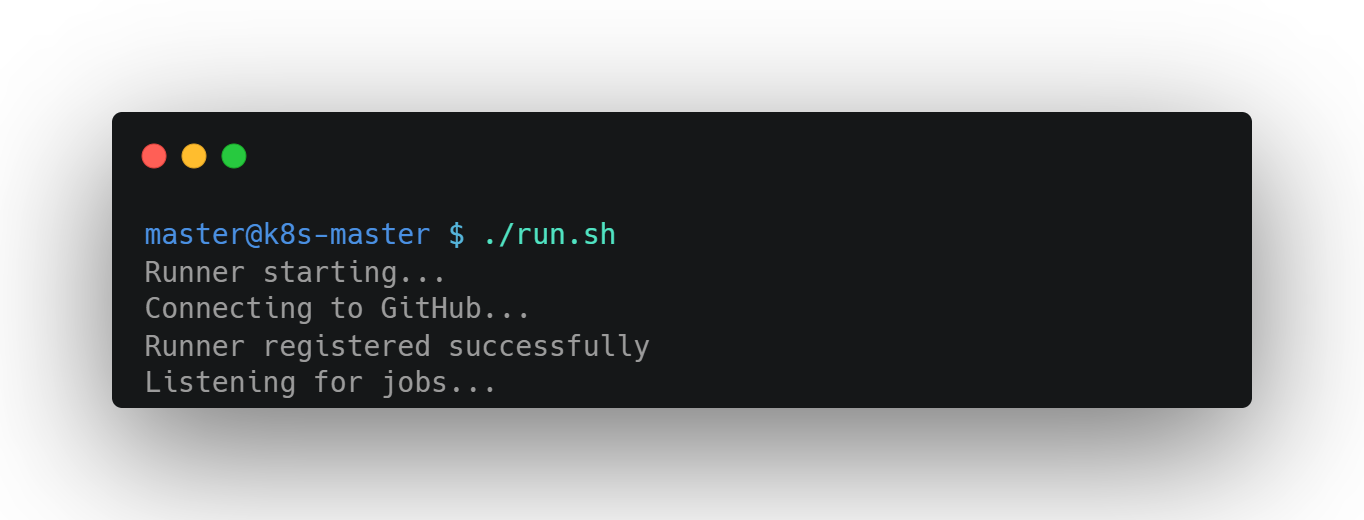 master@k8s-master $ ./run.sh
Runner starting...
Connecting to GitHub...
Runner registered successfully
Listening for jobs...